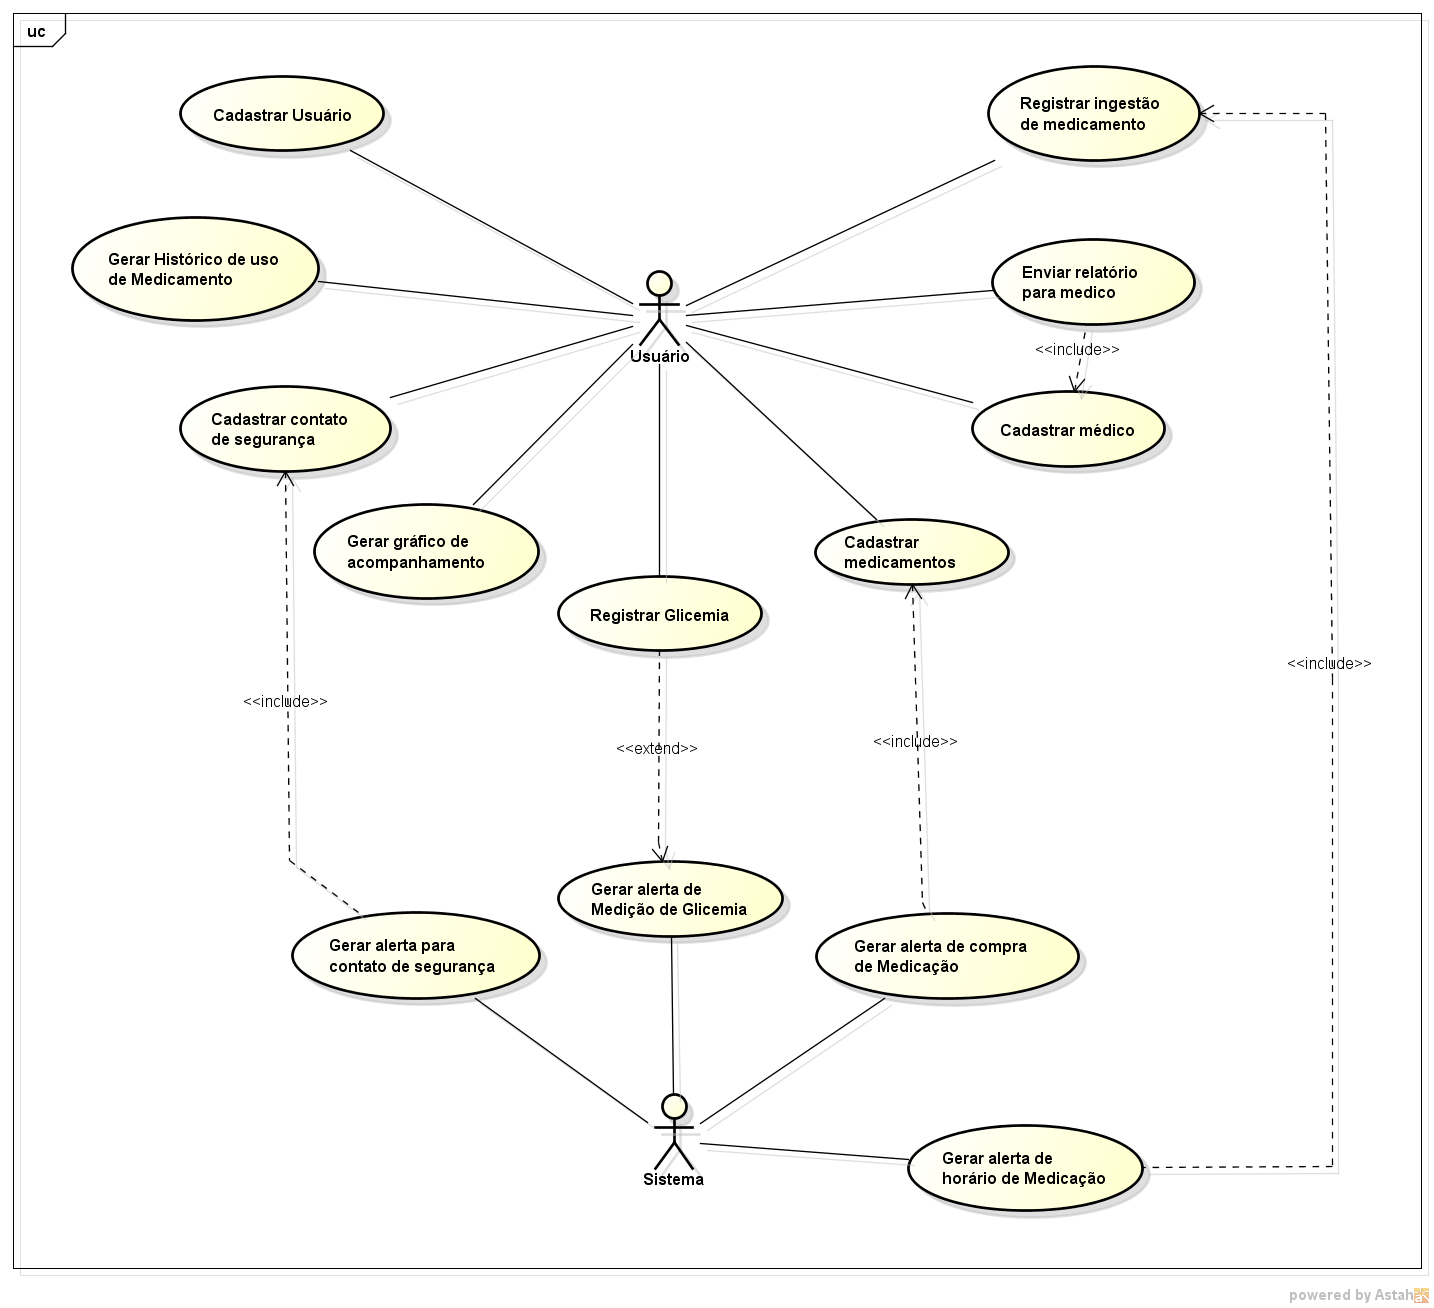 uc
Cadastrar Usuário
Registrar ingestão
de medicamento
Gerar Histórico de uso
de Medicamento
Enviar relatório
para medico
<<include>>
Usuário
Cadastrar contato
de segurança
Cadastrar médico
Gerar gráfico de
acompanhamento
Cadastrar
medicamentos
Registrar Glicemia
<<include>>
<<include>>
<<extend>>
<<include>>
Gerar alerta de
Medição de Glicemia
Gerar alerta para
contato de segurança
Gerar alerta de compra
de Medicação
Sistema
Gerar alerta de
horário de Medicação
powered by Astah